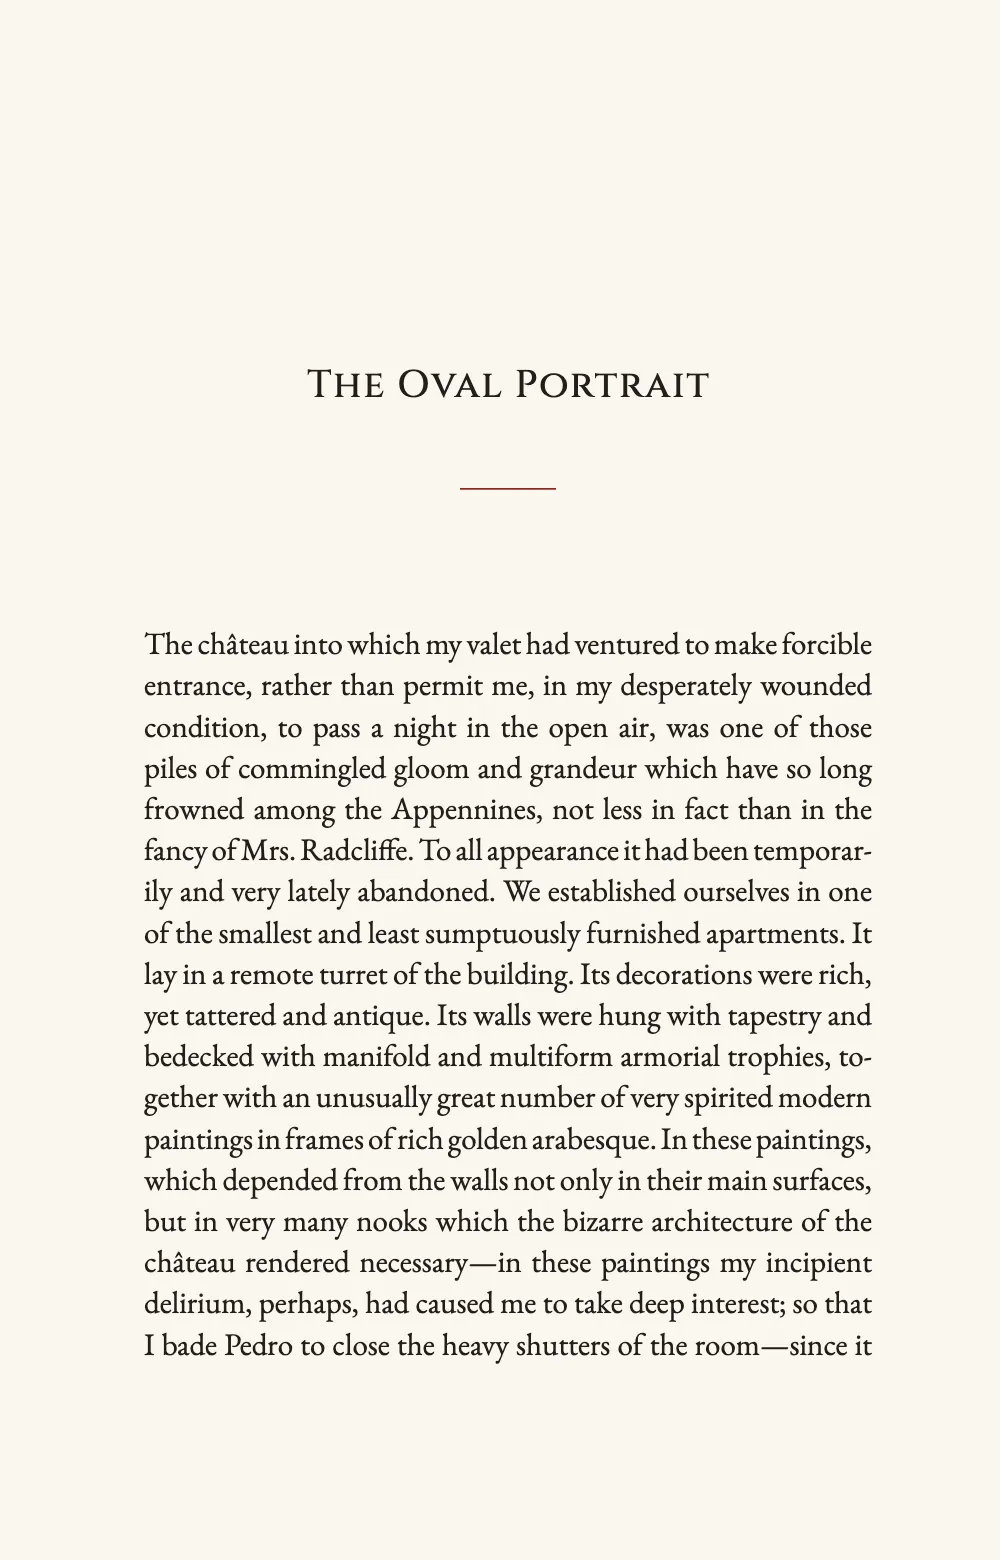 The Oval Portrait
The château into which my valet had ventured to make forcible
entrance, rather than permit me, in my desperately wounded
condition, to pass a night in the open air, was one of those
piles of commingled gloom and grandeur which have so long
frowned among the Appennines, not less in fact than in the
fancy of Mrs. Radcliffe. To all appearance it had been temporar-
ily and very lately abandoned. We established ourselves in one
of the smallest and least sumptuously furnished apartments. It
lay in a remote turret of the building. Its decorations were rich,
yet tattered and antique. Its walls were hung with tapestry and
bedecked with manifold and multiform armorial trophies, to-
gether with an unusually great number of very spirited modern
paintings in frames of rich golden arabesque. In these paintings,
which depended from the walls not only in their main surfaces,
but in very many nooks which the bizarre architecture of the
château rendered necessary—in these paintings my incipient
delirium, perhaps, had caused me to take deep interest; so that
I bade Pedro to close the heavy shutters of the room—since it